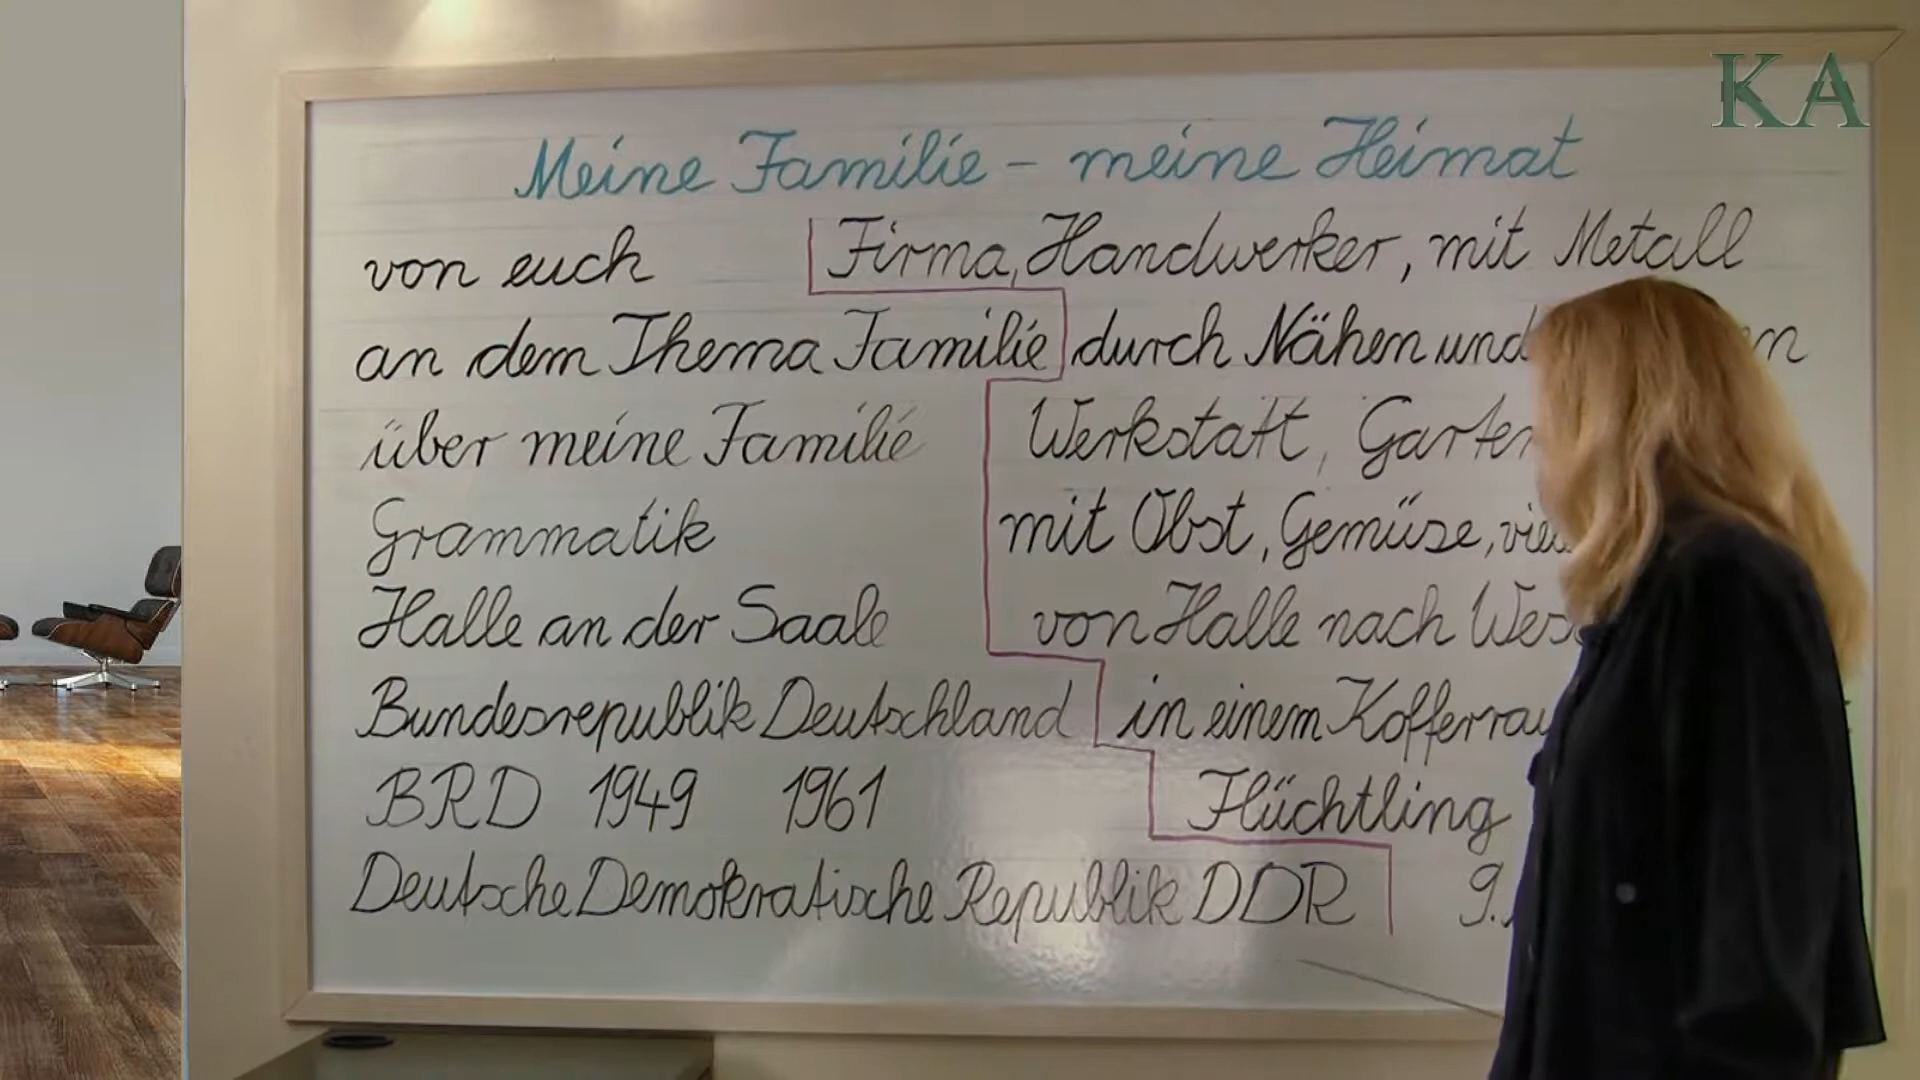 KA
Meine Familie – meine Heimat
von euch
an dem Thema Familie
über meine Familie
Grammatik
Halle an der Saale
Bundesrepublik Deutschland
BRD 1949 1961
Deutsche Demokratische Republik DDR
Firma, Handwerker, mit Metall
durch Nähen und
Werkstatt, Garten
mit Obst, Gemüse,
von Halle nach
in einem
Flüchtling
9.